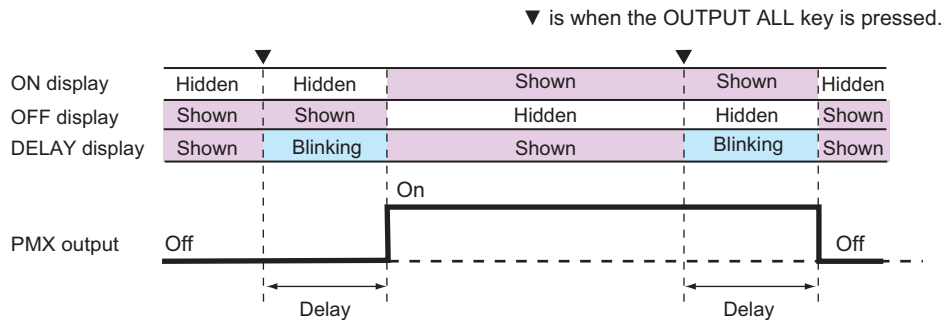 ▼ is when the OUTPUT ALL key is pressed.
ON display Hidden Hidden Shown Shown Hidden
OFF display Shown Shown Hidden Hidden Shown
DELAY display Shown Blinking Shown Blinking Shown
On
PMX output Off Off
Delay Delay